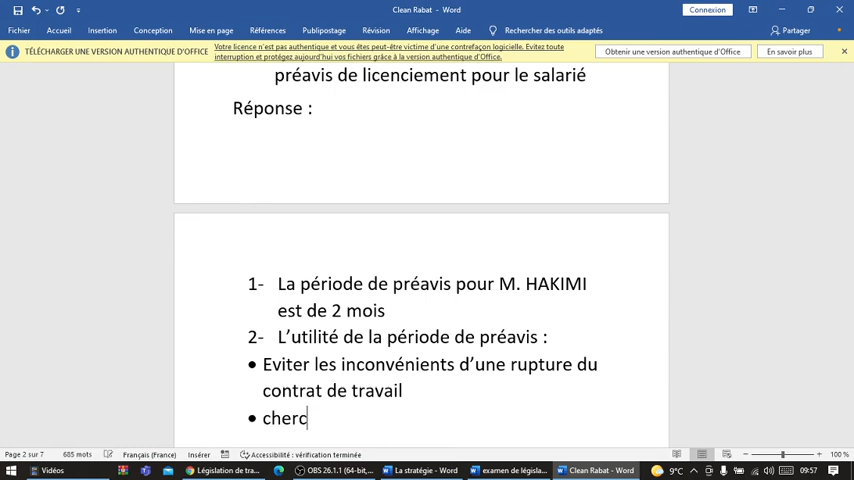 Clean Rabat - Word
Connexion
Fichier Accueil Insertion Conception Mise en page Références Publipostage Révision Affichage Aide Rechercher des outils adaptés Partager
TÉLÉCHARGER UNE VERSION AUTHENTIQUE D'OFFICE Votre licence n'est pas authentique et vous êtes peut-être victime d'un contrefaçon logicielle. Evitez toute
interruption et protégez aujourd'hui vos fichiers grâce à la version authentique d'Office. Obtenir une version authentique d'Office En savoir plus
préavis de licenciement pour le salarié
Réponse :
1- La période de préavis pour M. HAKIMI
est de 2 mois
2- L'utilité de la période de préavis :
• Eviter les inconvénients d'une rupture du
contrat de travail
• cherc
Page 2 sur 7 685 mots Français (France) Insérer Accessibilité : vérification terminée 100 %
Vidéos Législation de tra... OBS 26.1.1 (64-bit,... La stratégie - Word examen de législa... Clean Rabat - Word 9°C 09:57